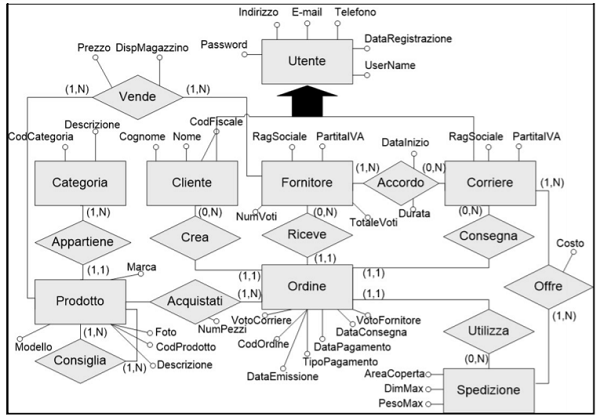 Indirizzo E-mail Telefono
Password DataRegistrazione
Utente
UserName
Prezzo DispMagazzino
(1,N) Vende (1,N)
CodCategoria Descrizione Cognome Nome CodFIscale RagSociale PartitaIVA DataInizio RagSociale PartitaIVA
(1,N) (0,N)
Categoria Cliente Fornitore Accordo Corriere (1,N)
(1,N) (0,N) NumVoti (0,N) TotaleVoti Durata (0,N)
Appartiene Crea Riceve Consegna
Costo
(1,1) Marca (1,1) (1,1) (1,1)
Prodotto Acquistati (1,N) Ordine (1,1) Offre
NumPezzi VotoCorriere VotoFornitore (1,N)
(1,N) Foto DataConsegna
Modello CodProdotto CodOrdine DataPagamento Utilizza
Consiglia (1,N) Descrizione TipoPagamento (0,N)
DataEmissione
AreaCoperta
DimMax Spedizione
PesoMax